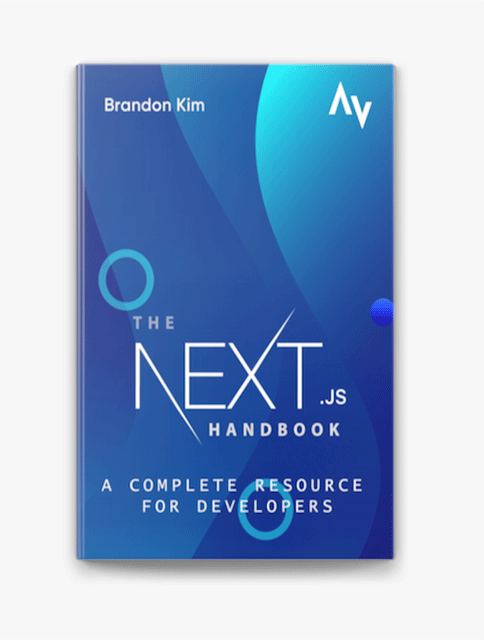 Brandon Kim
THE
NEXT.JS
HANDBOOK
A COMPLETE RESOURCE
FOR DEVELOPERS